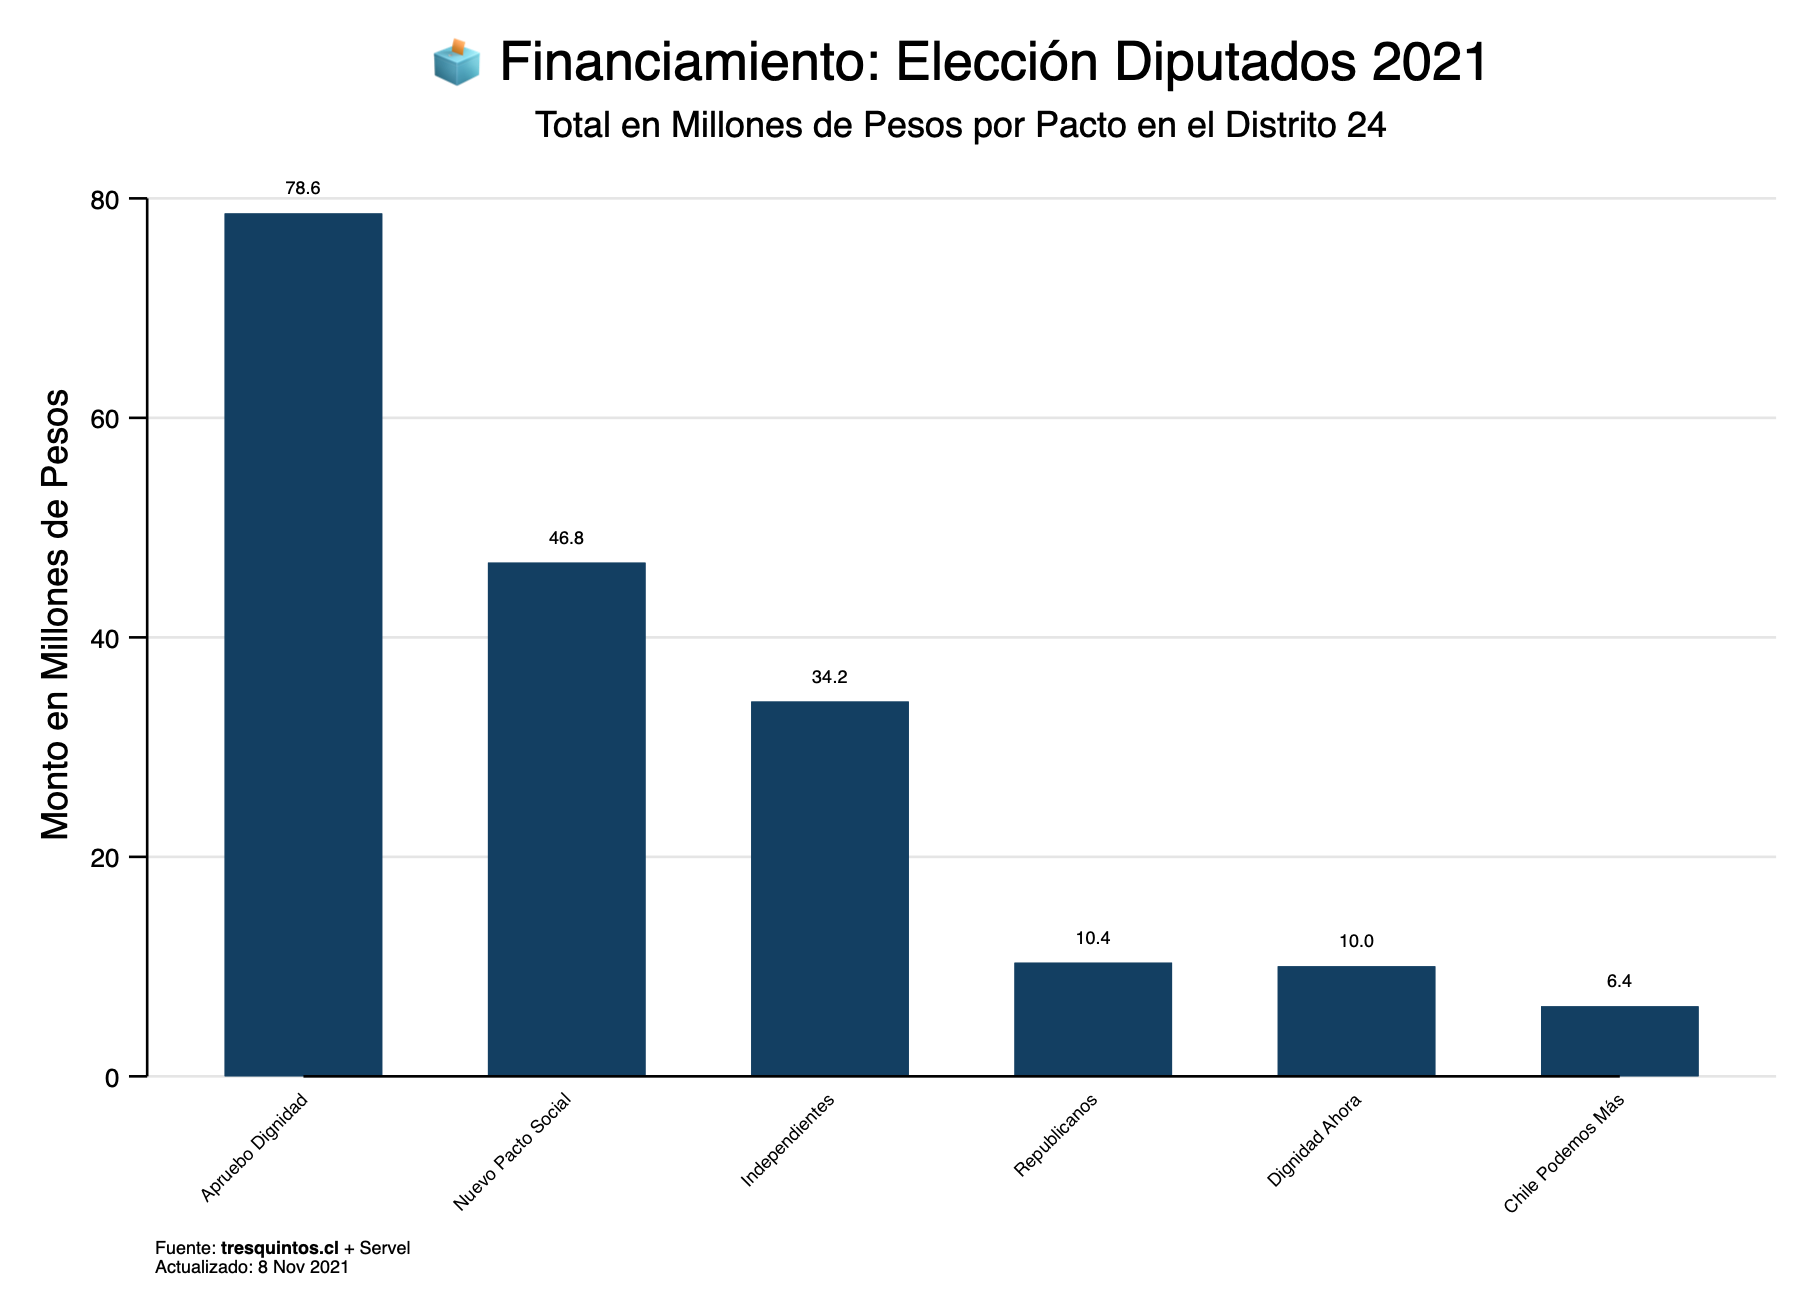 Financiamiento: Elección Diputados 2021
Total en Millones de Pesos por Pacto en el Distrito 24
Monto en Millones de Pesos
80
60
40
20
0
78.6
46.8
34.2
10.4
10.0
6.4
Apruebo Dignidad
Nuevo Pacto Social
Independientes
Republicanos
Dignidad Ahora
Chile Podemos Más
Fuente: tresquintos.cl + Servel
Actualizado: 8 Nov 2021